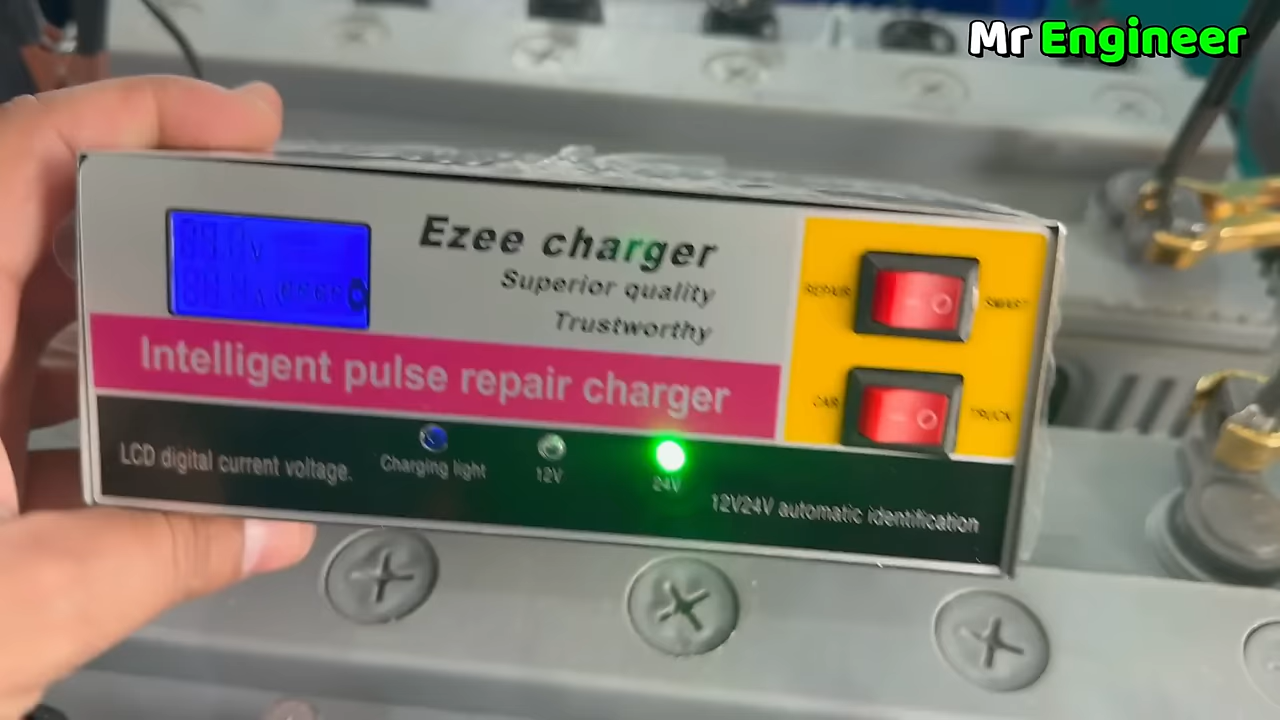 Mr Engineer
Ezee charger
Superior quality
Trustworthy
REPAIR
SMART
Intelligent pulse repair charger
CAR
TRUCK
LCD digital current voltage.
Charging light
12V
24V
12V24V automatic identification